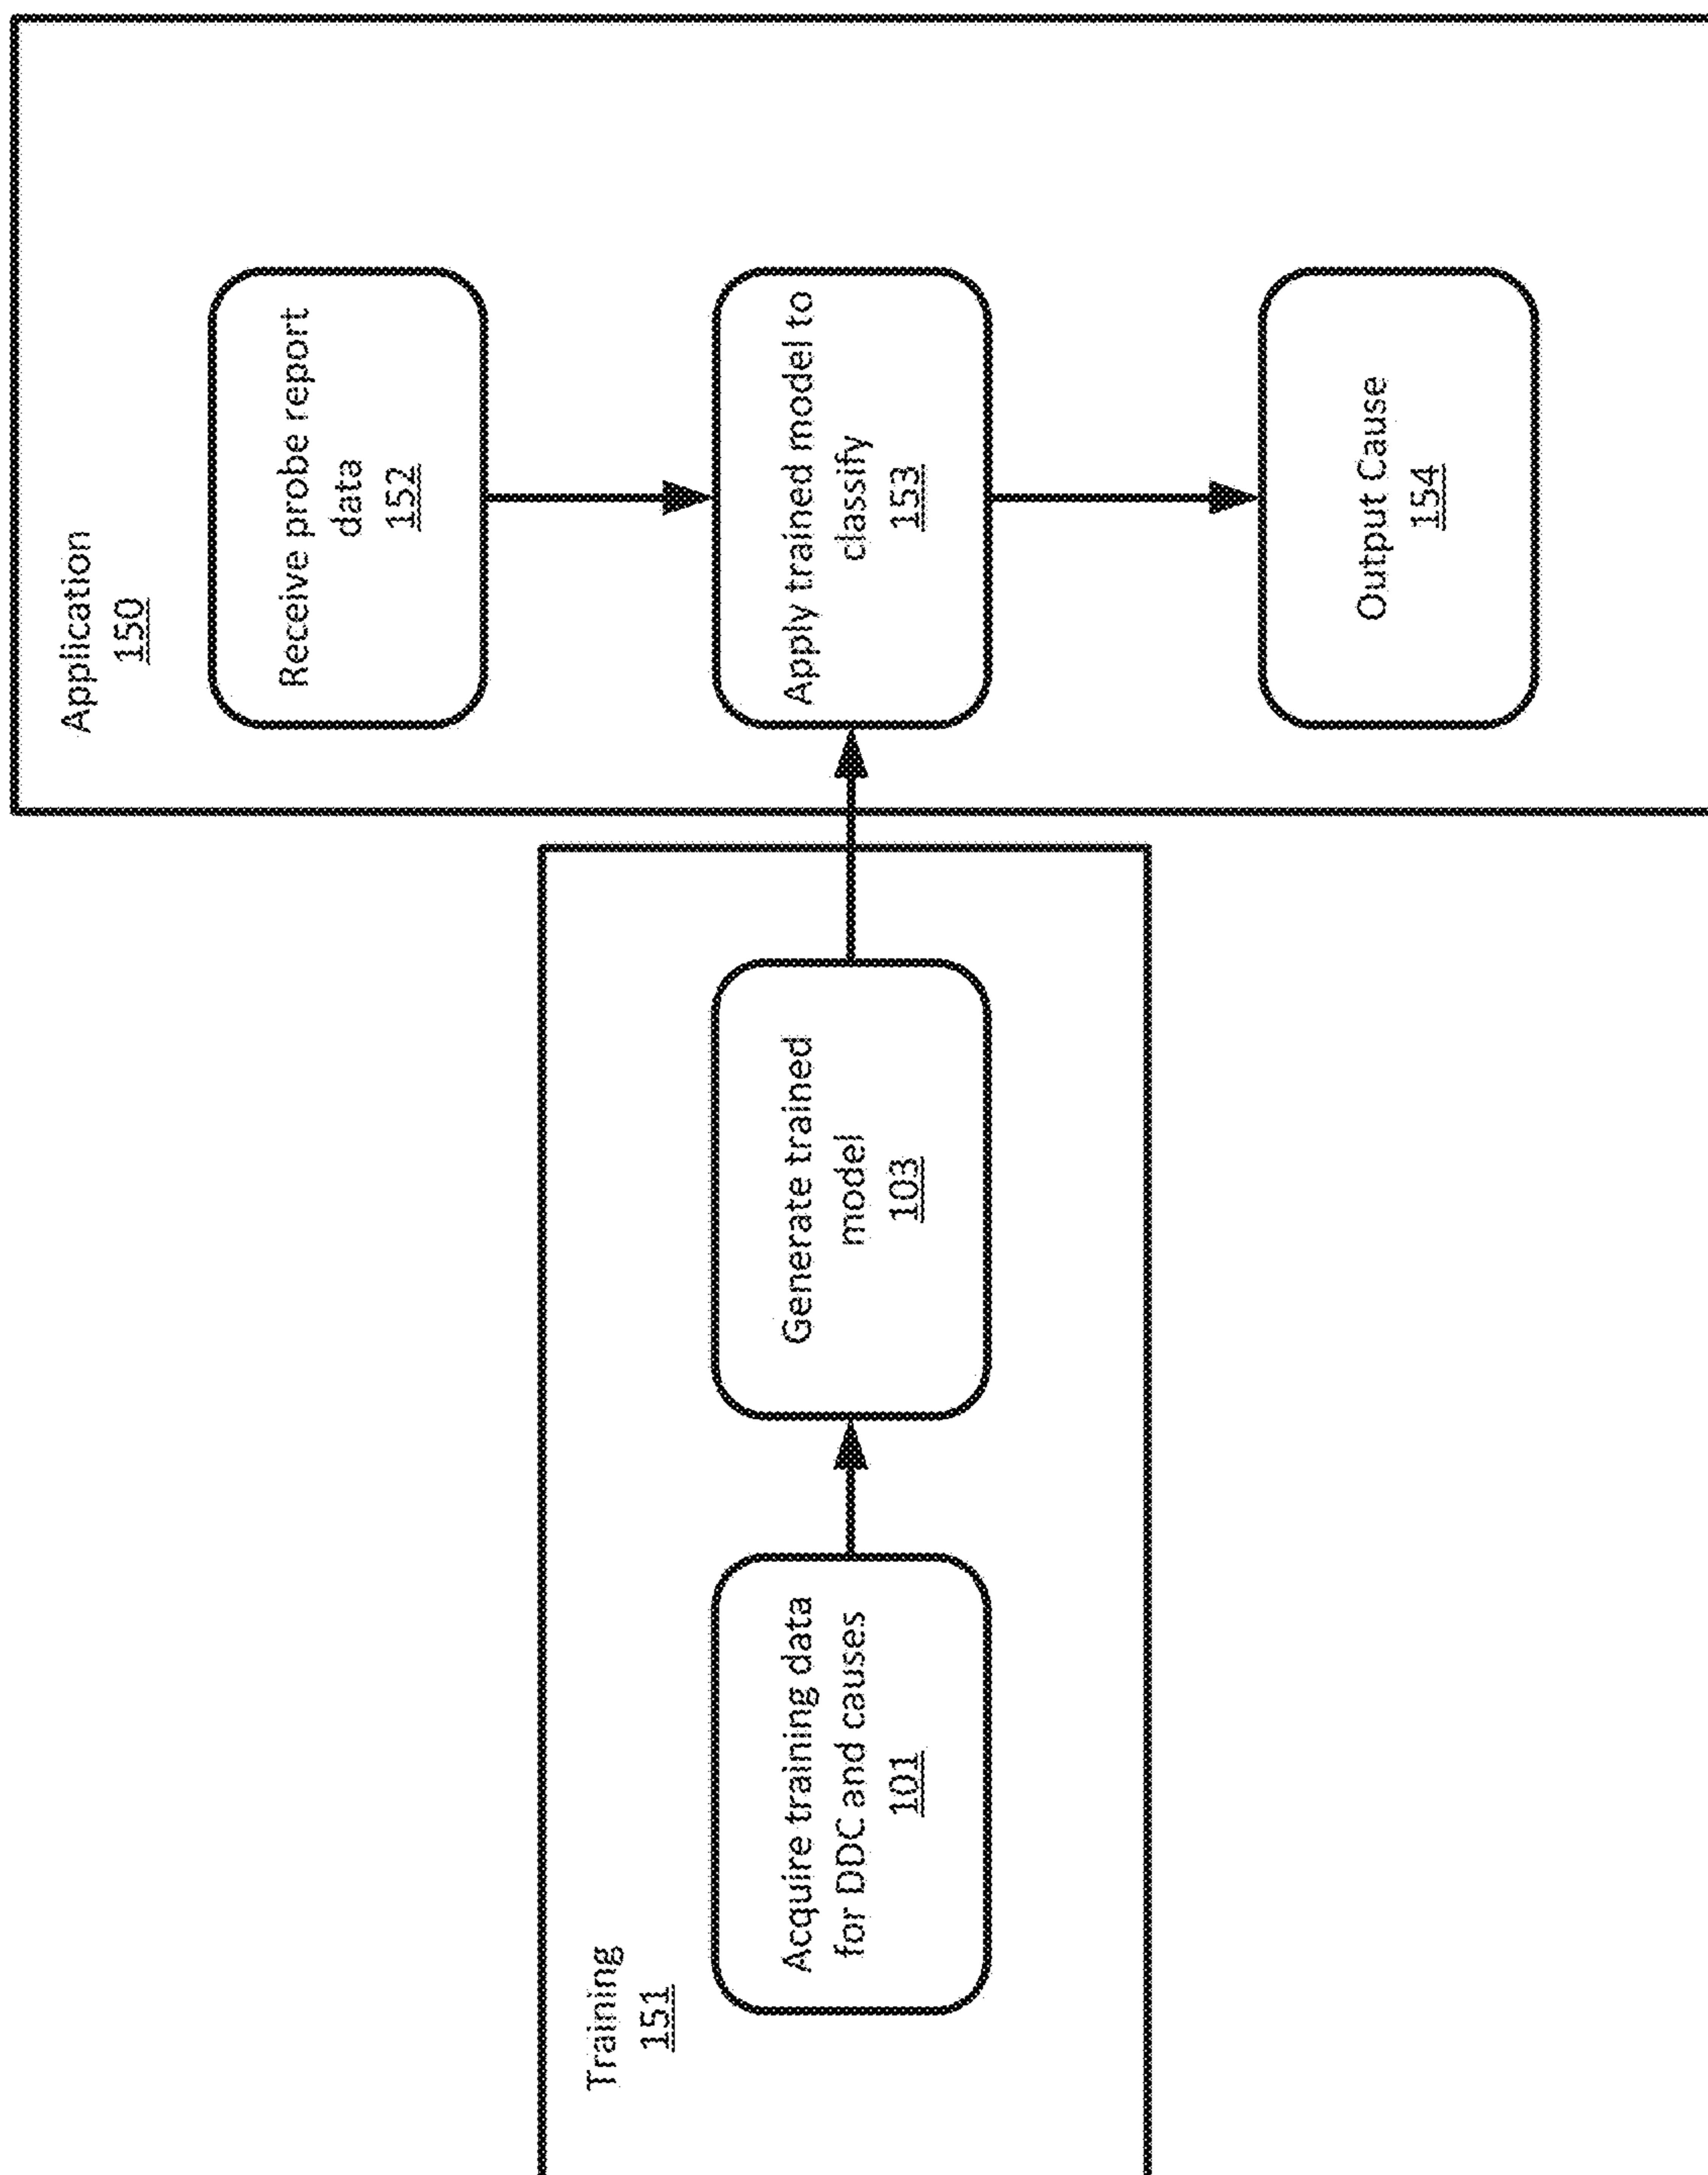 Training
151
Acquire training data
for DDC and causes
101
Generate trained
model
103
Application
150
Receive probe report
data
152
Apply trained model to
classify
153
Output Cause
154